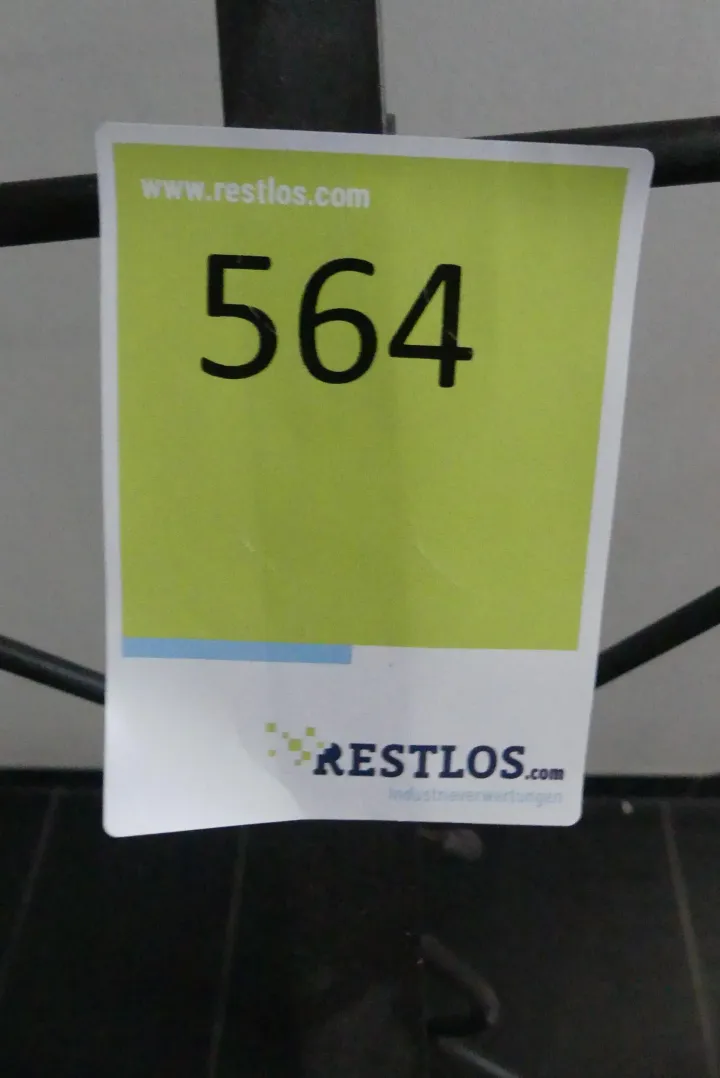 www.restlos.com
564
RESTLOS.com
Industrieverwertungen